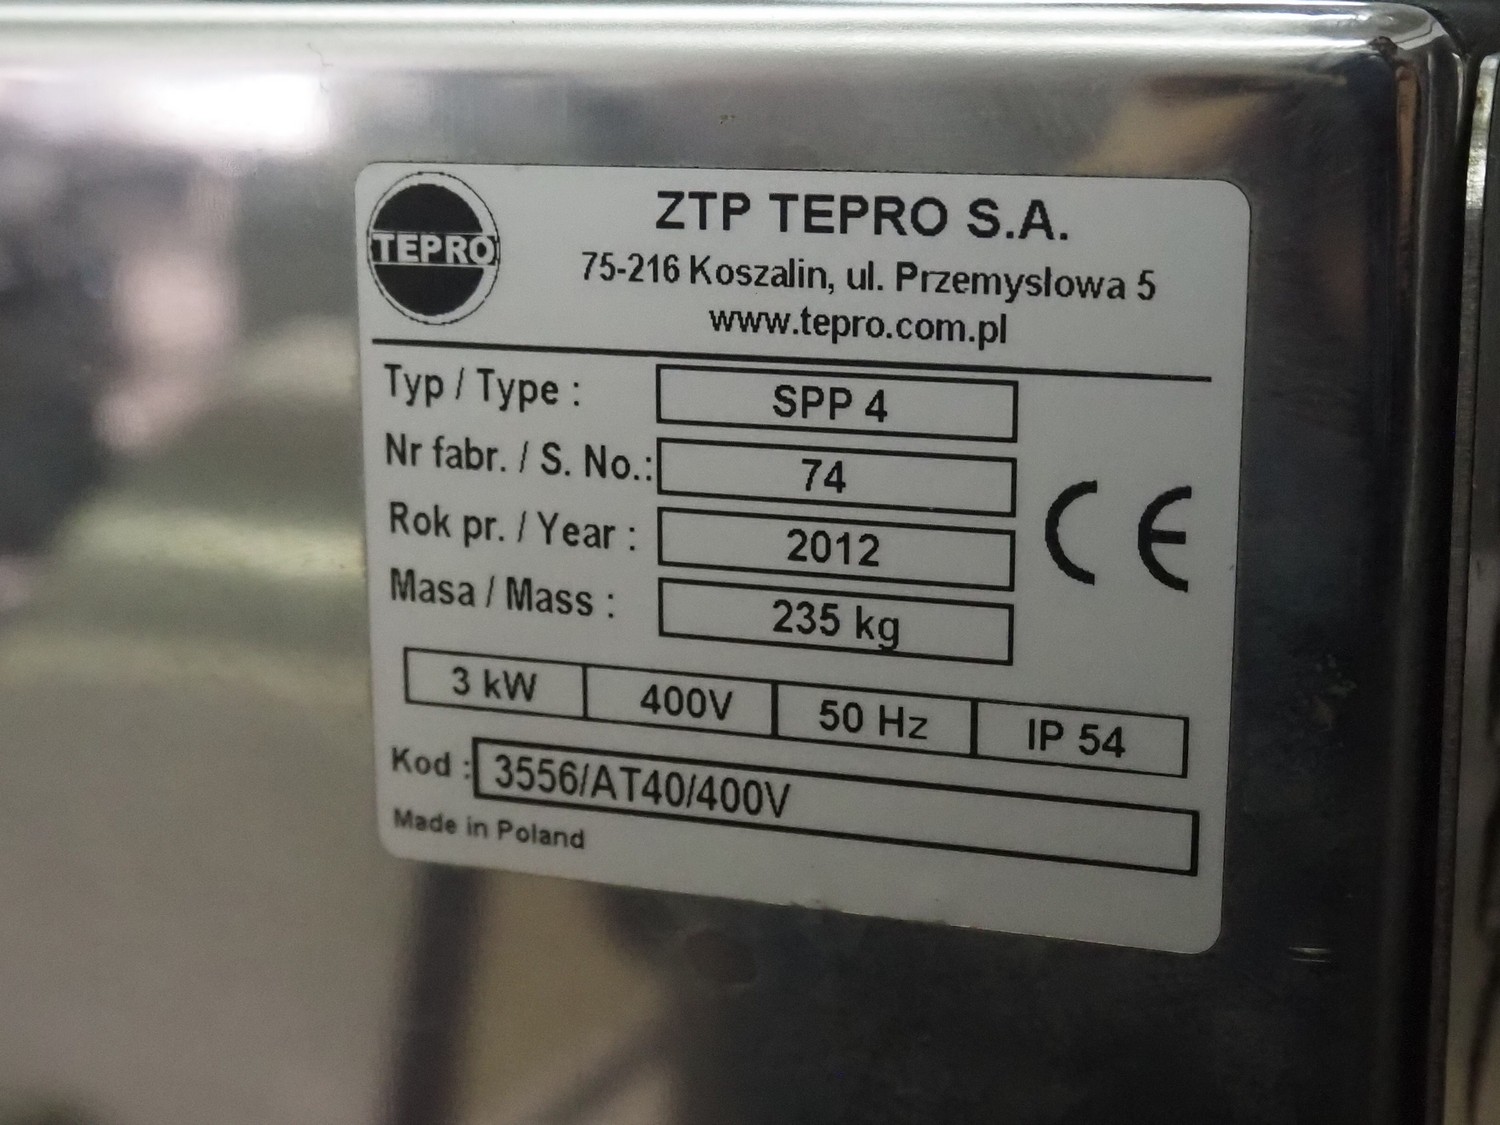 TEPRO
ZTP TEPRO S.A.
75-216 Koszalin, ul. Przemysłowa 5
www.tepro.com.pl
Typ / Type : SPP 4
Nr fabr. / S. No.: 74
Rok pr. / Year : 2012
Masa / Mass : 235 kg
CE
3 kW 400V 50 Hz IP 54
Kod : 3556/AT40/400V
Made in Poland